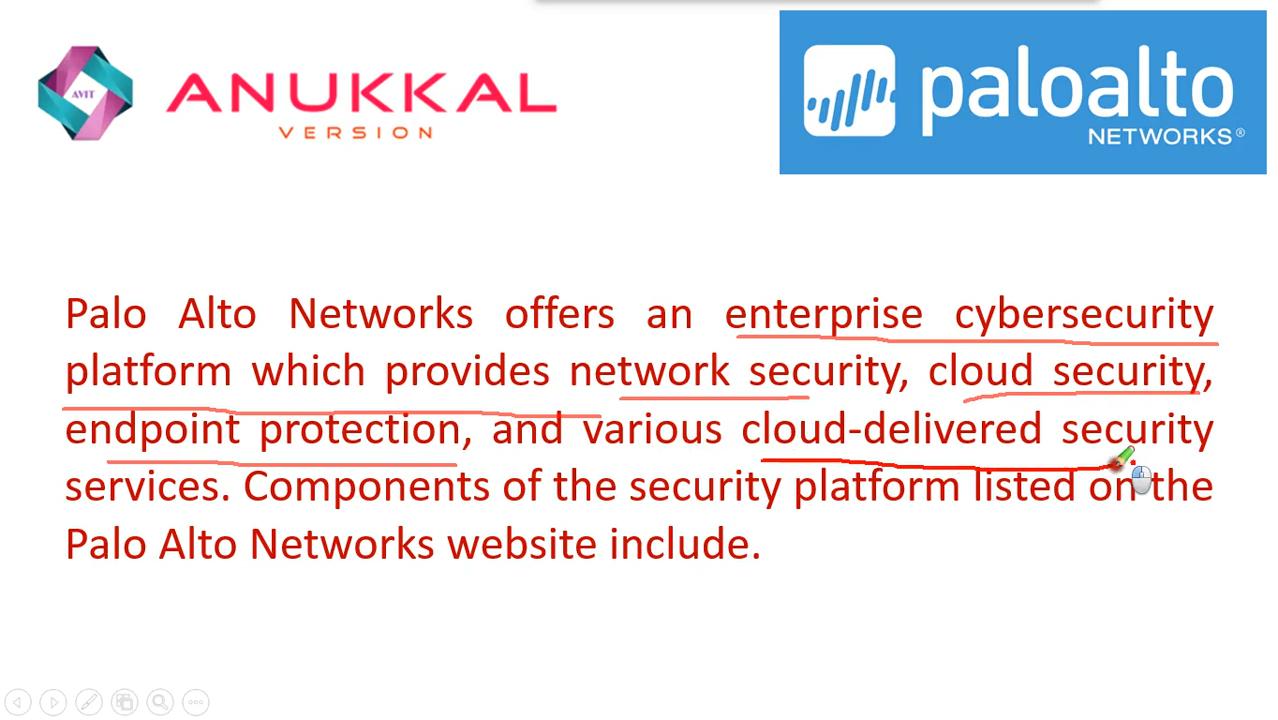 AVIT
ANUKKAL
VERSION
paloalto
NETWORKS®
Palo Alto Networks offers an enterprise cybersecurity
platform which provides network security, cloud security,
endpoint protection, and various cloud-delivered security
services. Components of the security platform listed on the
Palo Alto Networks website include.